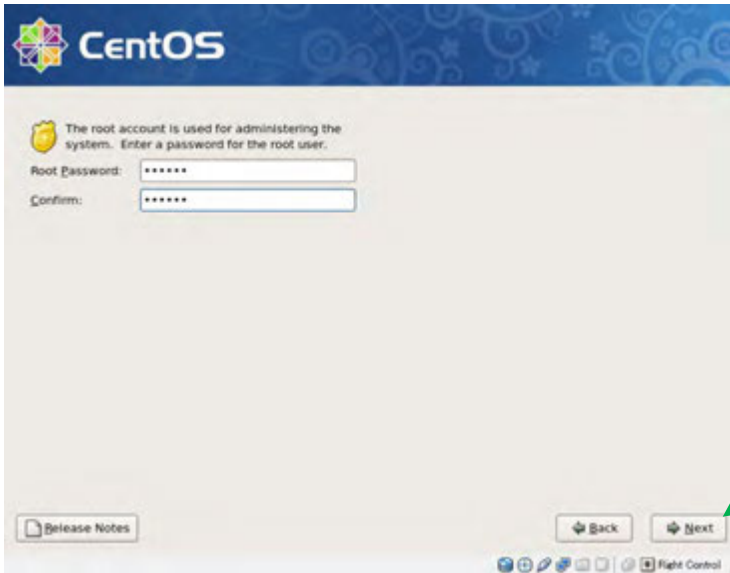 CentOS
The root account is used for administering the
system. Enter a password for the root user.
Root Password: ••••••
Confirm: ••••••
Release Notes
Back
Next
Right Control